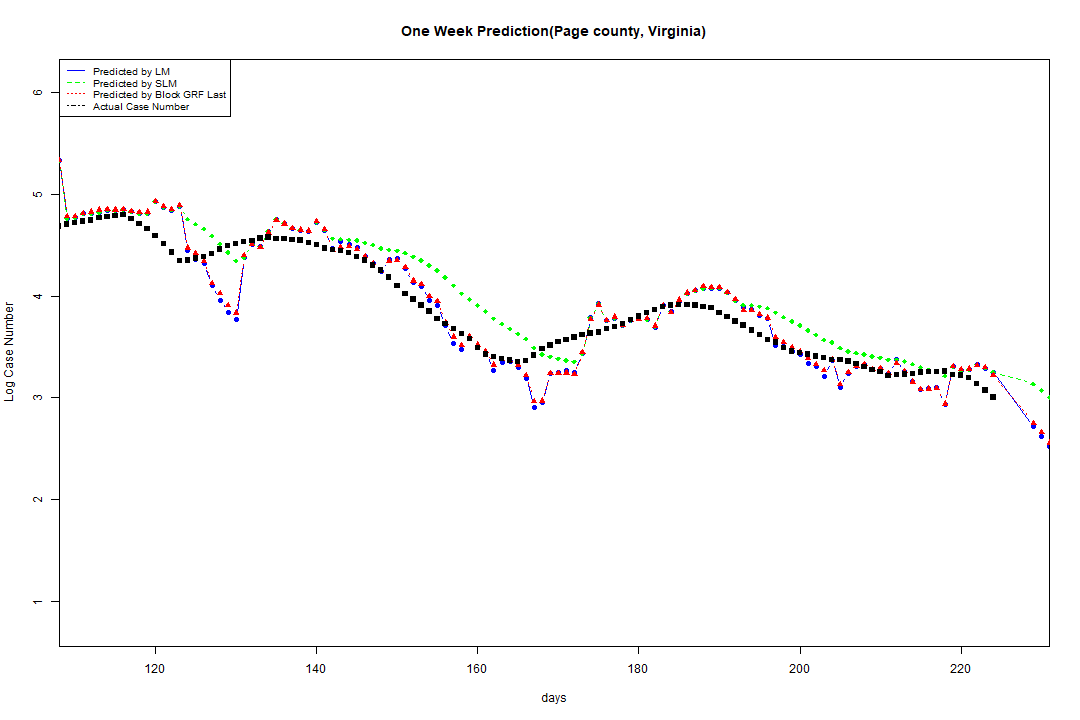 One Week Prediction(Page county, Virginia)
Predicted by LM
Predicted by SLM
Predicted by Block GRF Last
Actual Case Number
6
5
4
3
2
1
Log Case Number
120 140 160 180 200 220
days